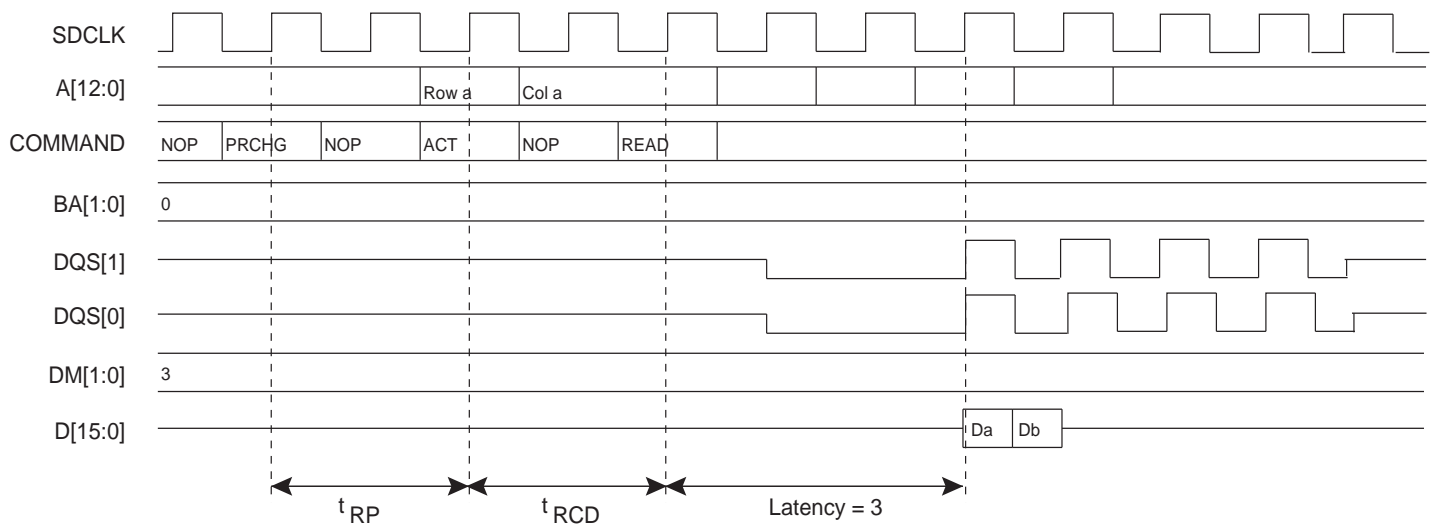 SDCLK
A[12:0] Row a Col a
COMMAND NOP PRCHG NOP ACT NOP READ
BA[1:0] 0
DQS[1]
DQS[0]
DM[1:0] 3
D[15:0] Da Db
t RP t RCD Latency = 3